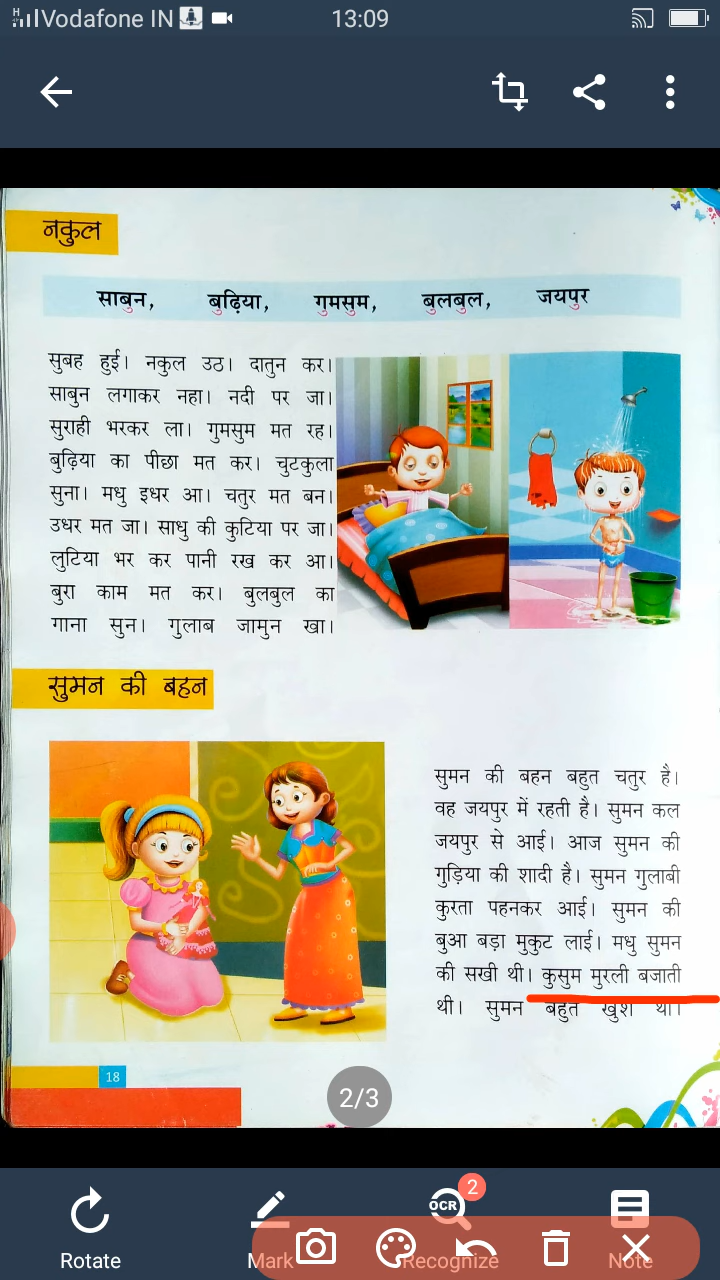 Vodafone IN
13:09
नकुल
साबुन, बुढ़िया, गुमसुम, बुलबुल, जयपुर
सुबह हुई। नकुल उठ। दातुन कर।
साबुन लगाकर नहा। नदी पर जा।
सुराही भरकर ला। गुमसुम मत रह।
बुढ़िया का पीछा मत कर। चुटकुला
सुना। मधु इधर आ। चतुर मत बन।
उधर मत जा। साधु की कुटिया पर जा।
लुटिया भर कर पानी रख कर आ।
बुरा काम मत कर। बुलबुल का
गाना सुन। गुलाब जामुन खा।
सुमन की बहन
सुमन की बहन बहुत चतुर है।
वह जयपुर में रहती है। सुमन कल
जयपुर से आई। आज सुमन की
गुड़िया की शादी है। सुमन गुलाबी
कुरता पहनकर आई। सुमन की
बुआ बड़ा मुकुट लाई। मधु सुमन
की सखी थी। कुसुम मुरली बजाती
थी। सुमन बहुत खुश थी।
18
2/3
OCR 2
Rotate Mark Recognize Note